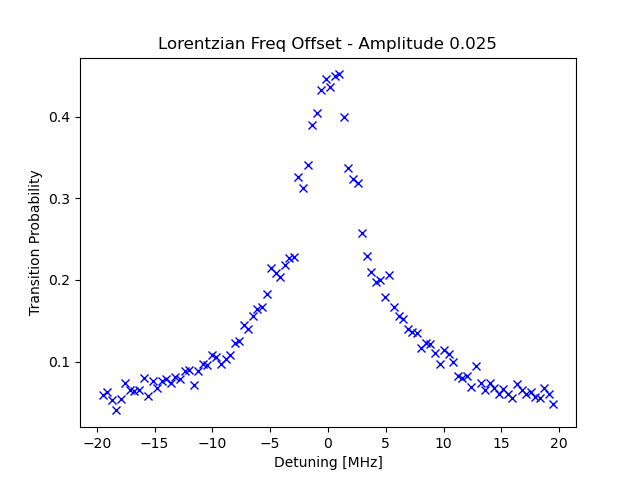 Lorentzian Freq Offset - Amplitude 0.025
Transition Probability
0.4
0.3
0.2
0.1
−20 −15 −10 −5 0 5 10 15 20
Detuning [MHz]